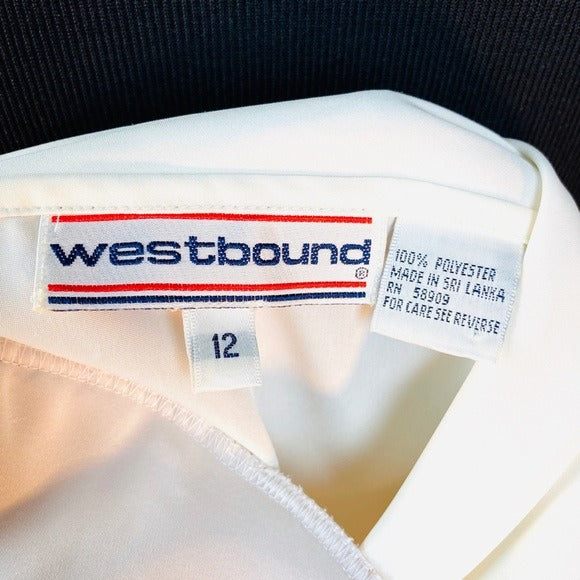 westbound®
12
100% POLYESTER
MADE IN SRI LANKA
RN 58909
FOR CARE SEE REVERSE